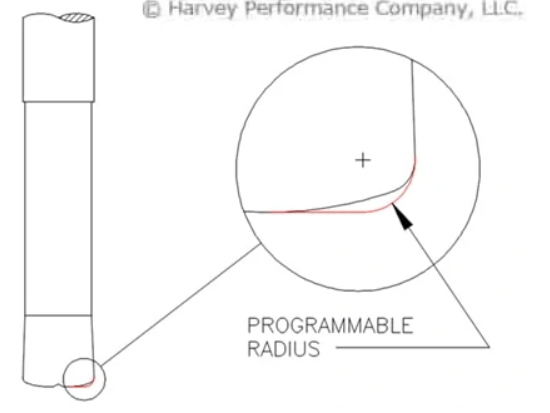 © Harvey Performance Company, LLC.
PROGRAMMABLE
RADIUS